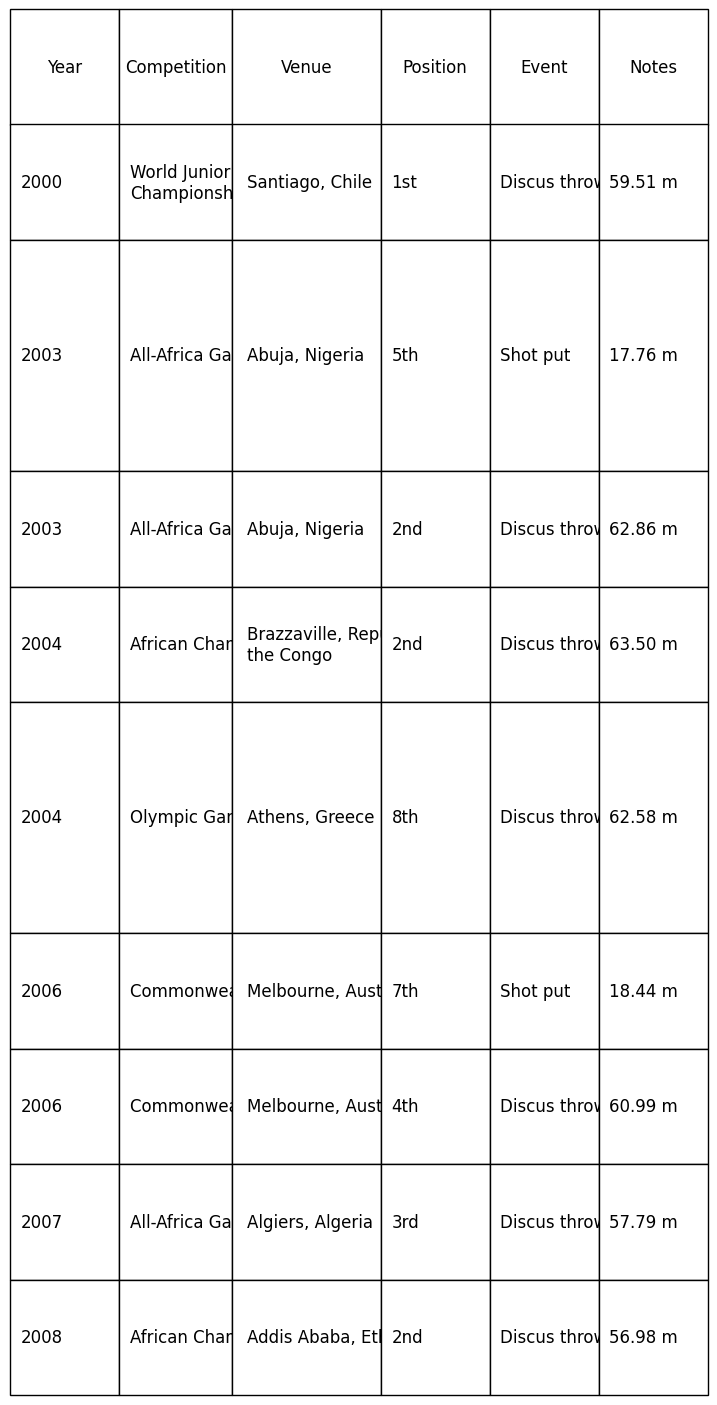 Year Competition Venue Position Event Notes
2000 World Junior Championsh Santiago, Chile 1st Discus throw 59.51 m
2003 All-Africa Ga Abuja, Nigeria 5th Shot put 17.76 m
2003 All-Africa Ga Abuja, Nigeria 2nd Discus throw 62.86 m
2004 African Char Brazzaville, Repu the Congo 2nd Discus throw 63.50 m
2004 Olympic Gar Athens, Greece 8th Discus throw 62.58 m
2006 Commonwea Melbourne, Aust 7th Shot put 18.44 m
2006 Commonwea Melbourne, Aust 4th Discus throw 60.99 m
2007 All-Africa Ga Algiers, Algeria 3rd Discus throw 57.79 m
2008 African Char Addis Ababa, Etl 2nd Discus throw 56.98 m